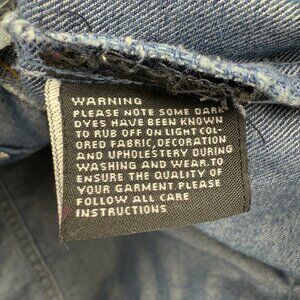 WARNING
PLEASE NOTE SOME DARK
DYES HAVE BEEN KNOWN
TO RUB OFF ON LIGHT COL-
ORED FABRIC, DECORATION
AND UPHOLSTERY DURING
WASHING AND WEAR. TO
ENSURE THE QUALITY OF
YOUR GARMENT PLEASE
FOLLOW ALL CARE
INSTRUCTIONS